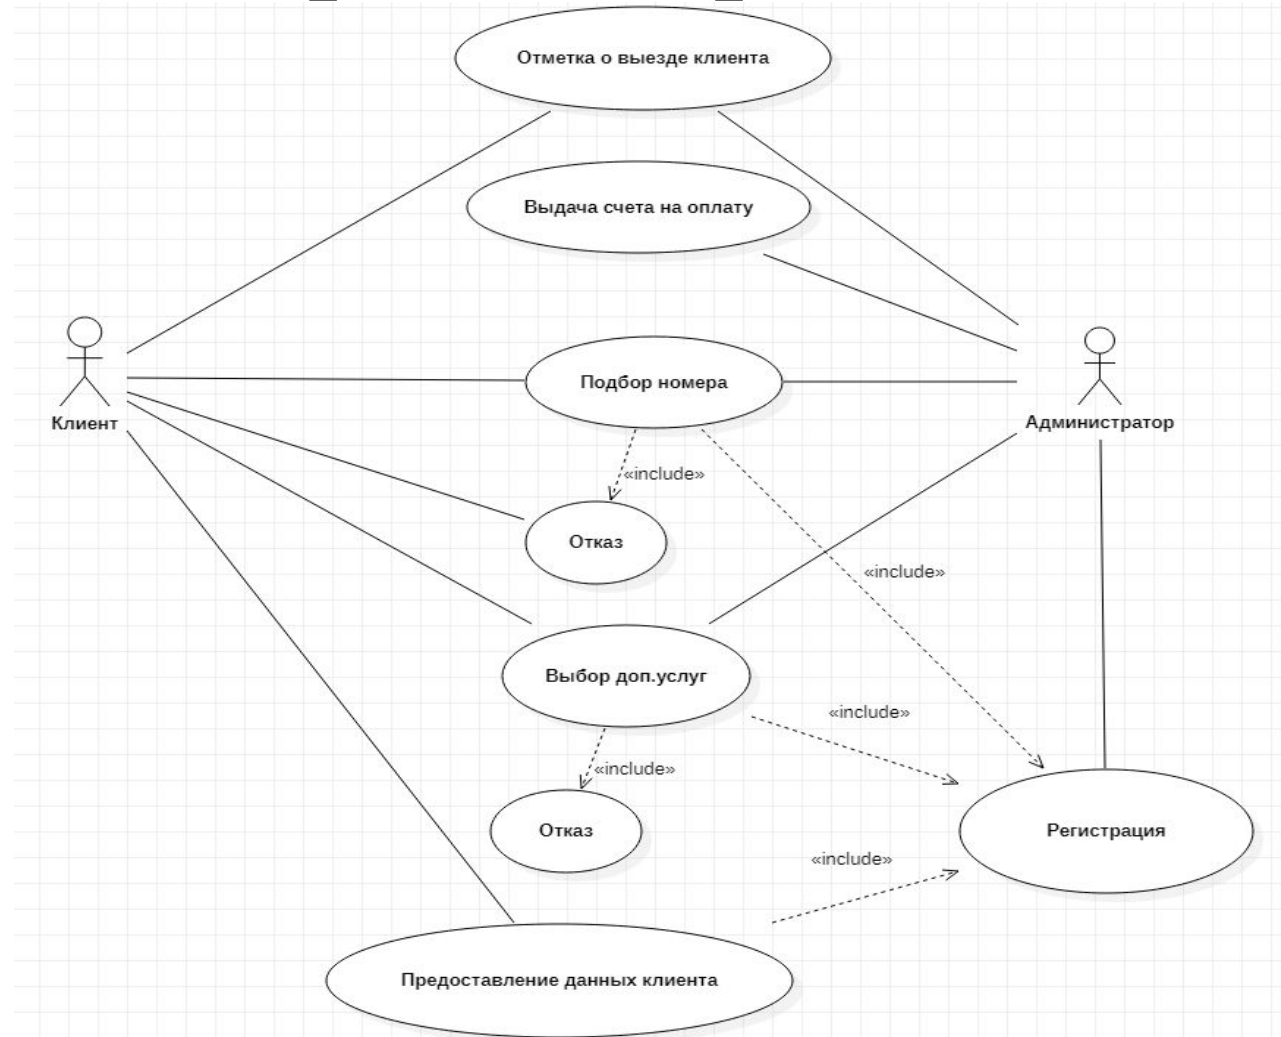 Отметка о выезде клиента
Выдача счета на оплату
Подбор номера
Клиент
Администратор
«include»
Отказ
«include»
Выбор доп.услуг
«include»
«include»
Отказ
Регистрация
«include»
Предоставление данных клиента